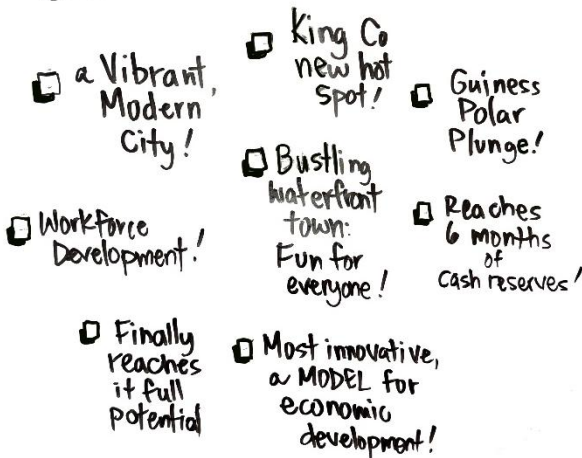 a Vibrant,
Modern
City!
King Co
new hot
spot!
Guiness
Polar
Plunge!
Bustling
waterfront
town:
Fun for
everyone!
Workforce
Development!
Reaches
6 months
of
cash reserves!
Finally
reaches
it full
potential
Most innovative,
a MODEL for
economic
development!